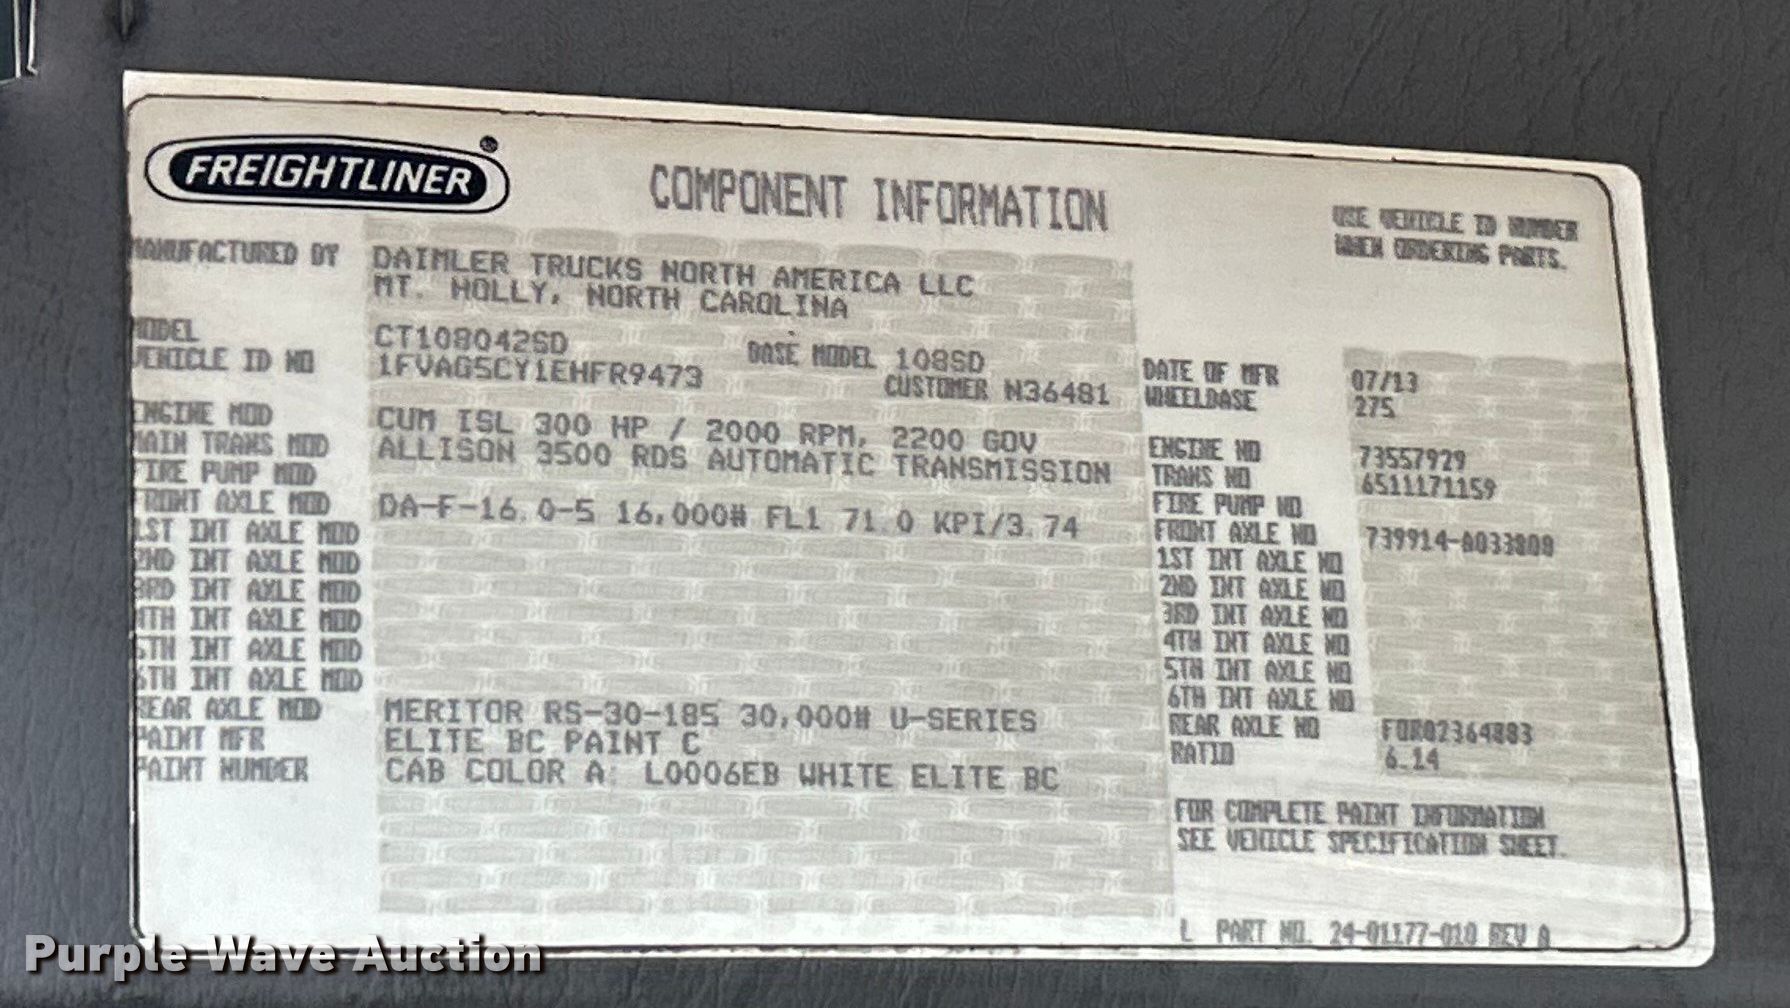 FREIGHTLINER
COMPONENT INFORMATION
USE VEHICLE ID NUMBER
WHEN ORDERING PARTS.
MANUFACTURED BY DAIMLER TRUCKS NORTH AMERICA LLC
MT. HOLLY, NORTH CAROLINA
MODEL CT108042SD BASE MODEL 108SD
VEHICLE ID NO 1FVAG5CY1EHFR9473 CUSTOMER N36481
DATE OF MFR 07/13
WHEELBASE 275
ENGINE MOD CUM ISL 300 HP / 2000 RPM, 2200 GOV
MAIN TRANS MOD ALLISON 3500 RDS AUTOMATIC TRANSMISSION
FIRE PUMP MOD
FRONT AXLE MOD DA-F-16.0-5 16,000# FL1 71.0 KPI/3.74
1ST INT AXLE MOD
2ND INT AXLE MOD
3RD INT AXLE MOD
4TH INT AXLE MOD
5TH INT AXLE MOD
6TH INT AXLE MOD
REAR AXLE MOD MERITOR RS-30-185 30,000# U-SERIES
PAINT MFR ELITE BC PAINT C
PAINT NUMBER CAB COLOR A: L0006EB WHITE ELITE BC
ENGINE NO 73557929
TRANS NO 6511171159
FIRE PUMP NO
FRONT AXLE NO 739914-A033808
1ST INT AXLE NO
2ND INT AXLE NO
3RD INT AXLE NO
4TH INT AXLE NO
5TH INT AXLE NO
6TH INT AXLE NO
REAR AXLE NO
RATIO 6.14
FOR COMPLETE PAINT INFORMATION
SEE VEHICLE SPECIFICATION SHEET.
L PART NO. 24-01177-010 REV A
Purple Wave Auction